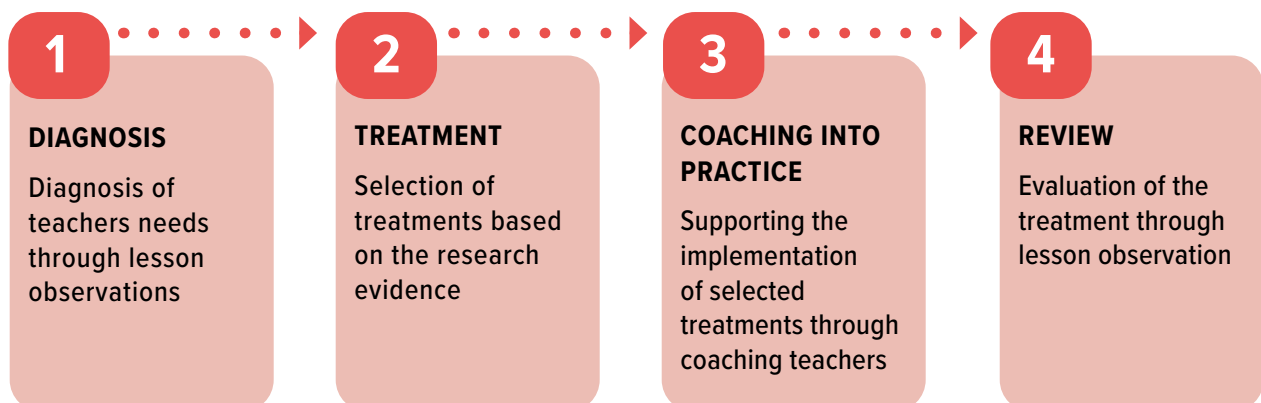 1
DIAGNOSIS
Diagnosis of
teachers needs
through lesson
observations
2
TREATMENT
Selection of
treatments based
on the research
evidence
3
COACHING INTO
PRACTICE
Supporting the
implementation
of selected
treatments through
coaching teachers
4
REVIEW
Evaluation of the
treatment through
lesson observation